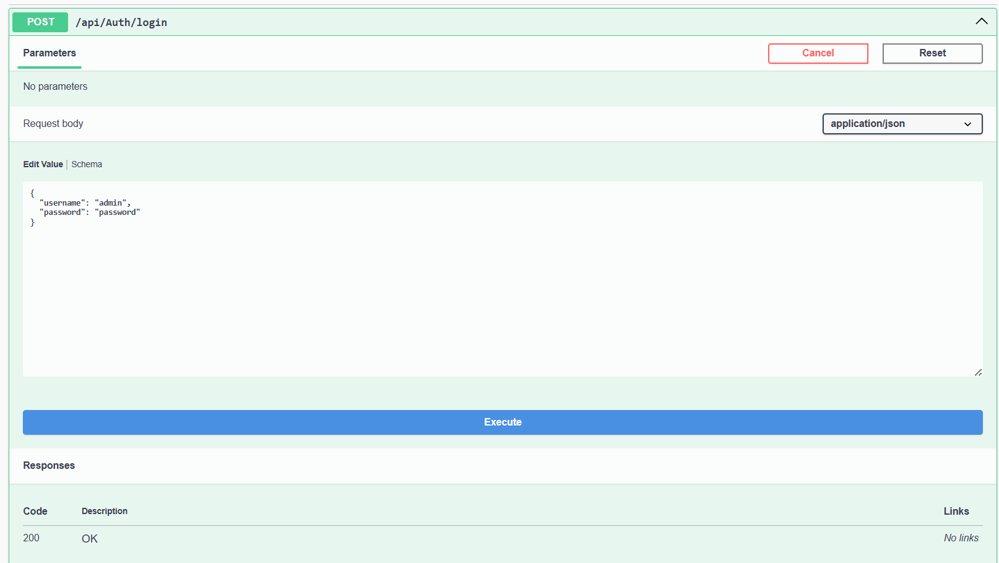 POST /api/Auth/login
Parameters Cancel Reset
No parameters
Request body application/json
Edit Value | Schema
{
  "username": "admin",
  "password": "password"
}
Execute
Responses
Code Description Links
200 OK No links